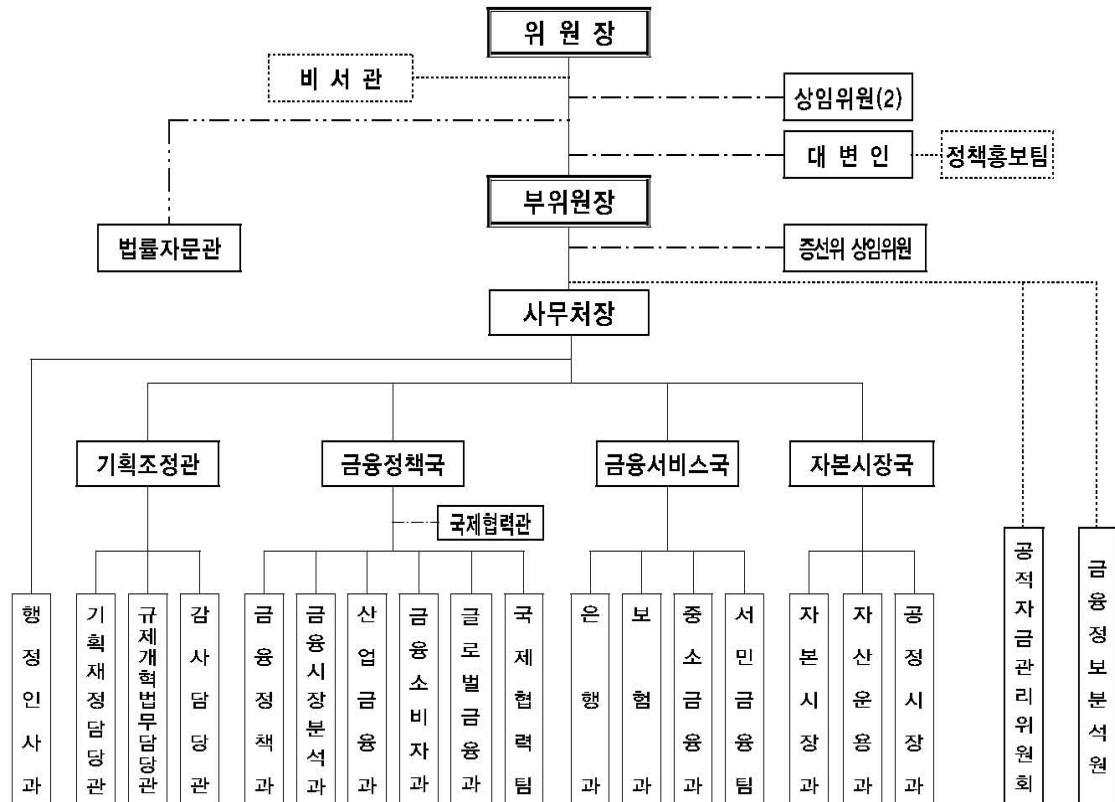 위 원 장
비 서 관
상임위원(2)
대 변 인
정책홍보팀
부위원장
법률자문관
증선위 상임위원
사무처장
기획조정관
금융정책국
금융서비스국
자본시장국
국제협력관
행정인사과
기획재정담당관
규제개혁법무담당관
감사담당관
금융정책과
금융시장분석과
산업금융과
금융소비자과
글로벌금융과
국제협력팀
은행과
보험과
중소금융과
서민금융팀
자본시장과
자산운용과
공정시장과
공적자금관리위원회
금융정보분석원